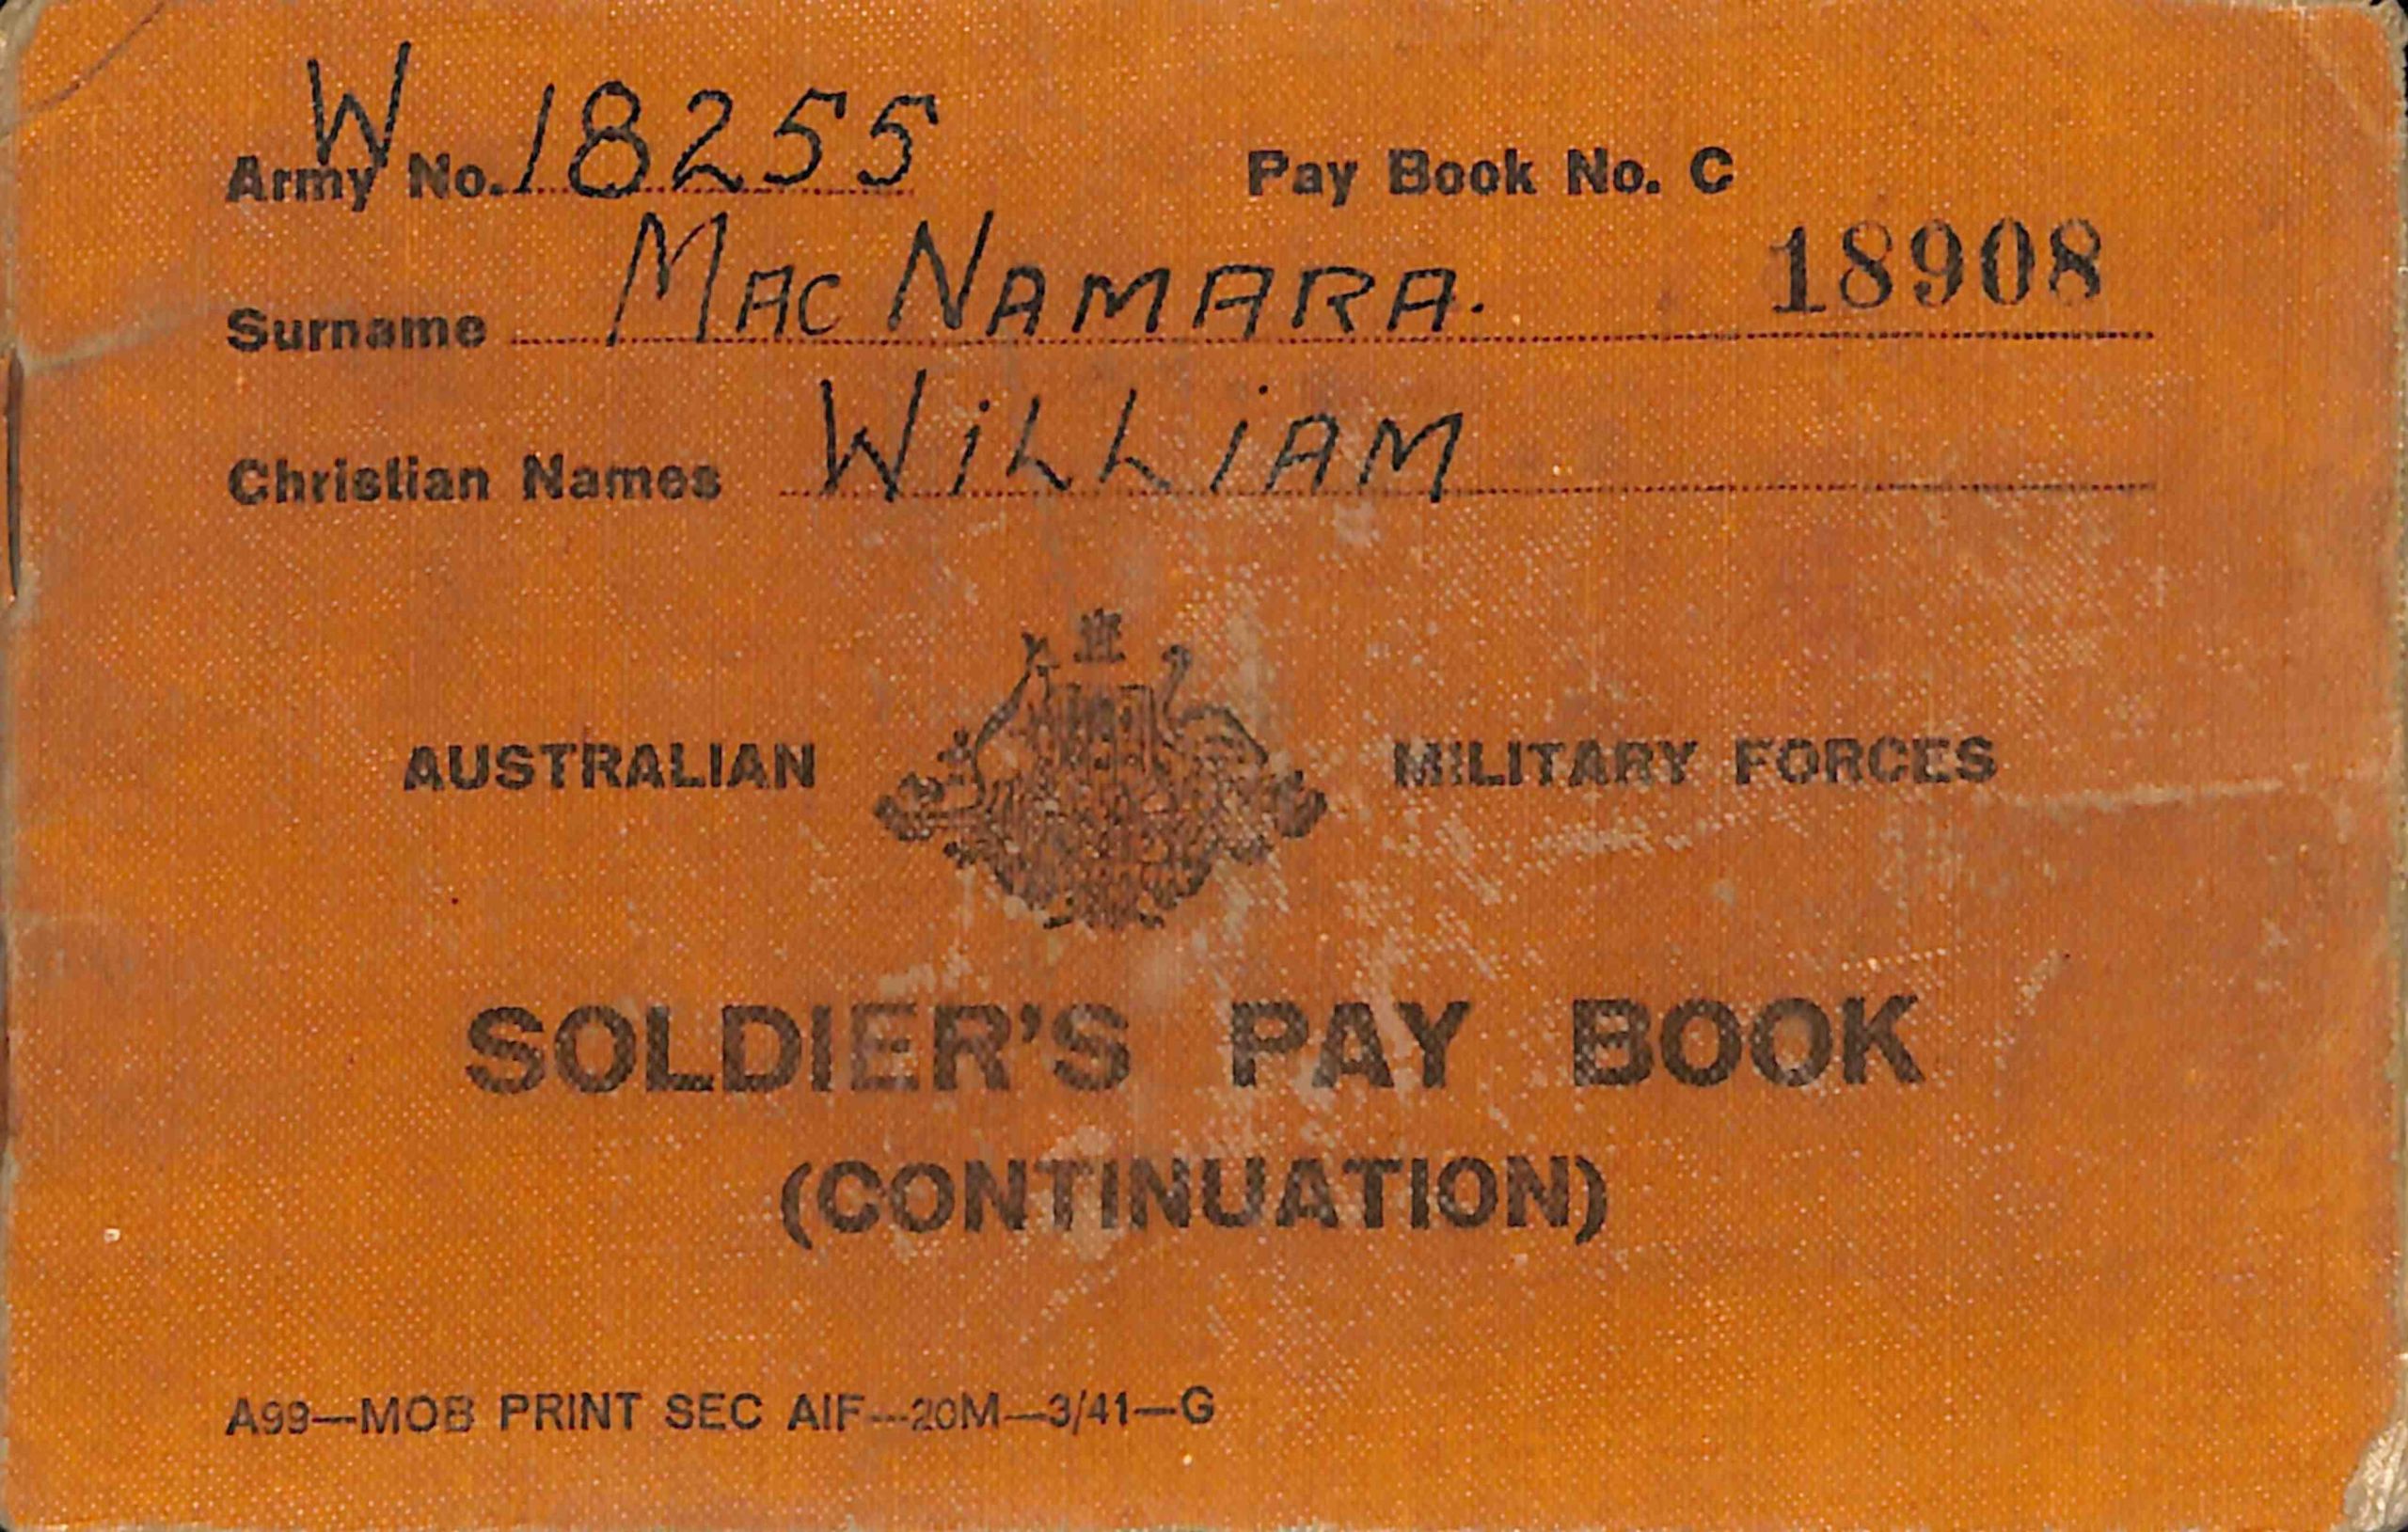 W
Army No. 18255
Pay Book No. C
18908
Surname MAC NAMARA.
Christian Names WiLLiAM
AUSTRALIAN MILITARY FORCES
SOLDIER'S PAY BOOK
(CONTINUATION)
A99—MOB PRINT SEC AIF—20M—3/41—G